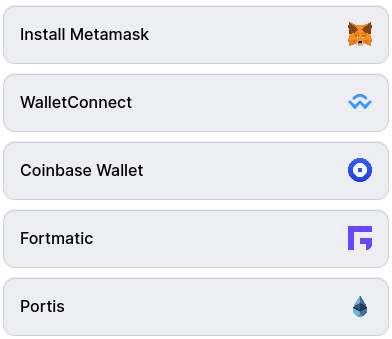 Install Metamask
WalletConnect
Coinbase Wallet
Fortmatic
Portis